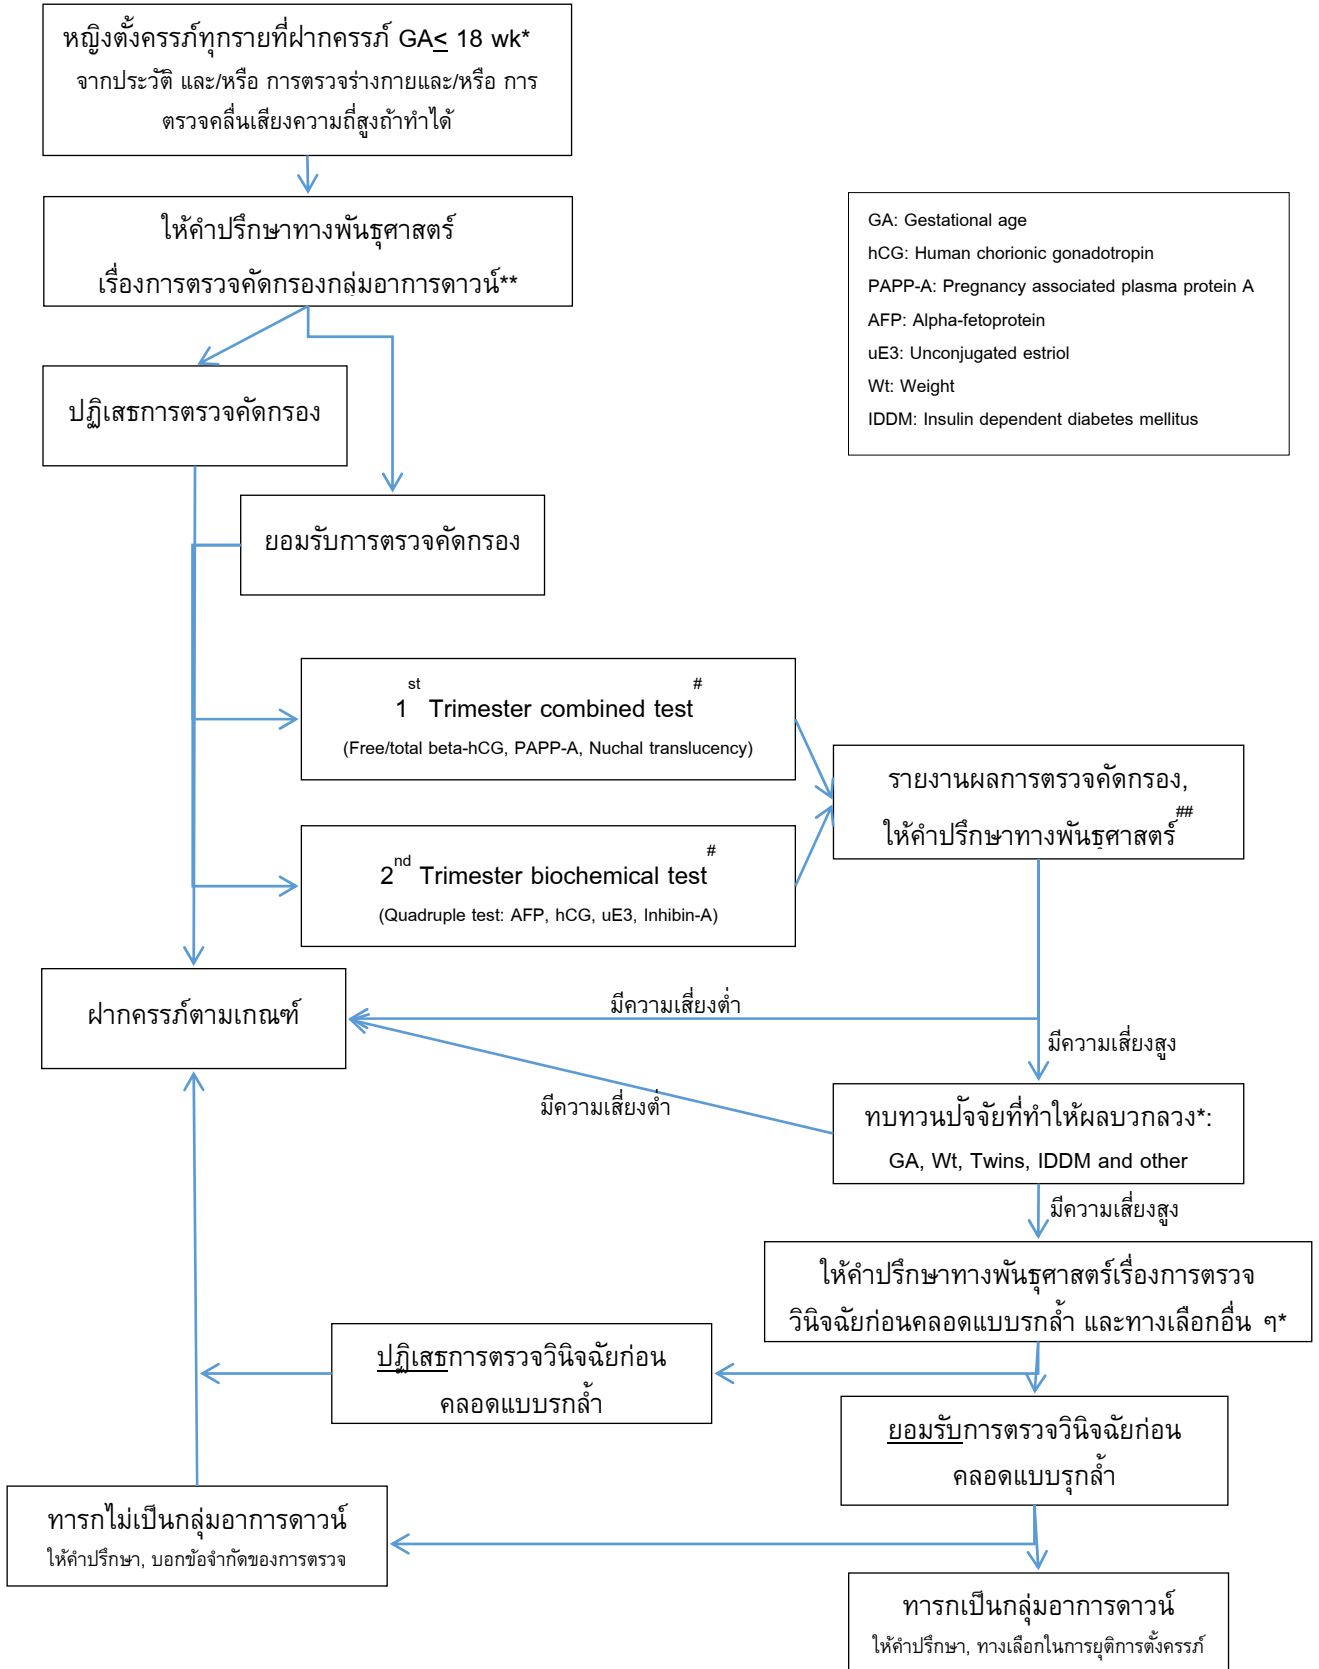 หญิงตั้งครรภ์ทุกรายที่ฝากครรภ์ GA< 18 wk*
จากประวัติ และ/หรือ การตรวจร่างกายและ/หรือ การ
ตรวจคลื่นเสียงความถี่สูงถ้าทำได้
ให้คำปรึกษาทางพันธุศาสตร์
เรื่องการตรวจคัดกรองกลุ่มอาการดาวน์**
GA: Gestational age
hCG: Human chorionic gonadotropin
PAPP-A: Pregnancy associated plasma protein A
AFP: Alpha-fetoprotein
uE3: Unconjugated estriol
Wt: Weight
IDDM: Insulin dependent diabetes mellitus
ปฏิเสธการตรวจคัดกรอง
ยอมรับการตรวจคัดกรอง
1st Trimester combined test#
(Free/total beta-hCG, PAPP-A, Nuchal translucency)
รายงานผลการตรวจคัดกรอง,
ให้คำปรึกษาทางพันธุศาสตร์##
2nd Trimester biochemical test#
(Quadruple test: AFP, hCG, uE3, Inhibin-A)
ฝากครรภ์ตามเกณฑ์
มีความเสี่ยงต่ำ
มีความเสี่ยงสูง
มีความเสี่ยงต่ำ
ทบทวนปัจจัยที่ทำให้ผลบวกลวง*:
GA, Wt, Twins, IDDM and other
มีความเสี่ยงสูง
ให้คำปรึกษาทางพันธุศาสตร์เรื่องการตรวจ
วินิจฉัยก่อนคลอดแบบรุกล้ำ และทางเลือกอื่น ๆ*
ปฏิเสธการตรวจวินิจฉัยก่อน
คลอดแบบรุกล้ำ
ยอมรับการตรวจวินิจฉัยก่อน
คลอดแบบรุกล้ำ
ทารกไม่เป็นกลุ่มอาการดาวน์
ให้คำปรึกษา, บอกข้อจำกัดของการตรวจ
ทารกเป็นกลุ่มอาการดาวน์
ให้คำปรึกษา, ทางเลือกในการยุติการตั้งครรภ์